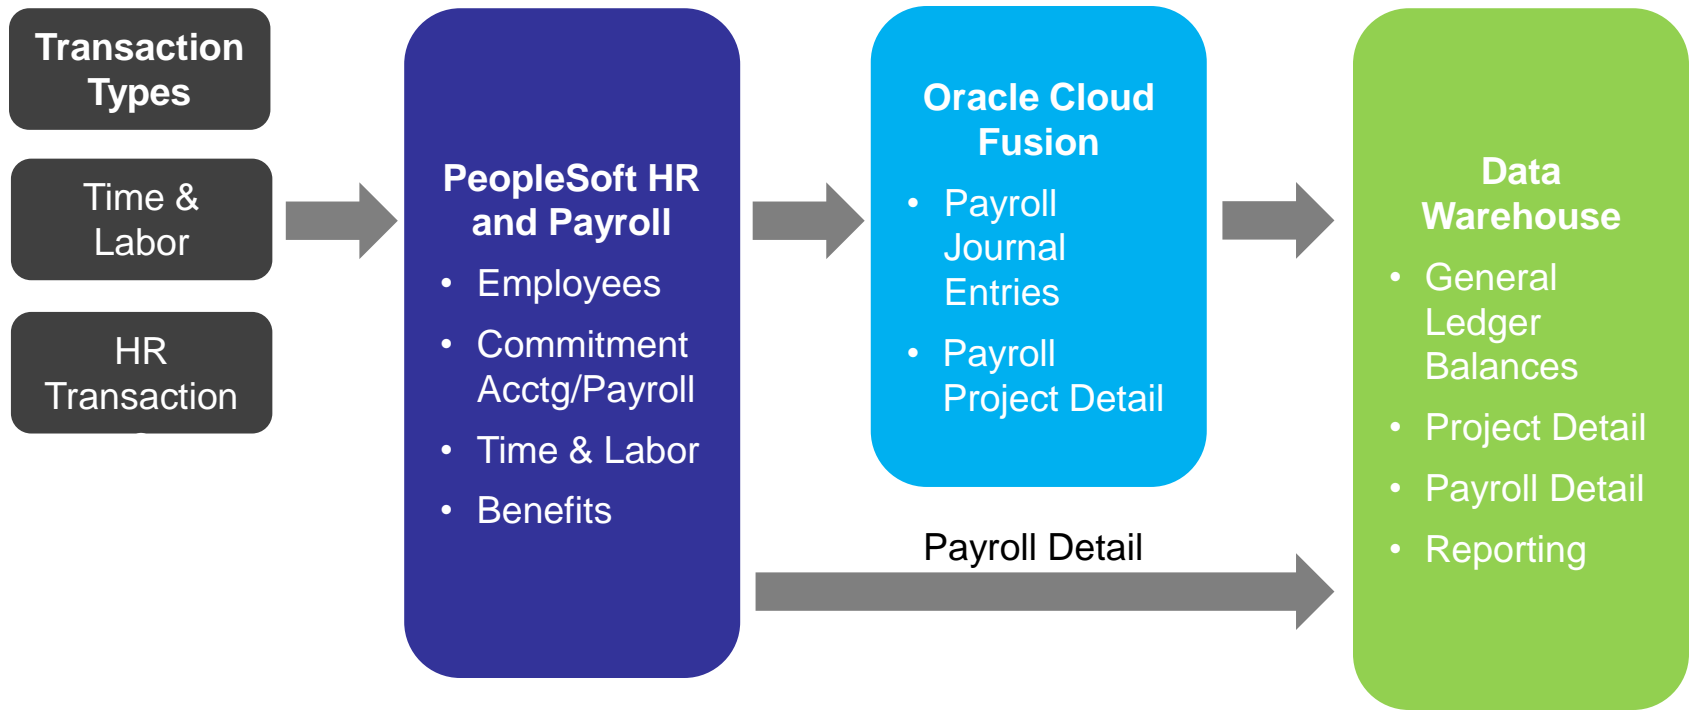 Transaction
Types
Time &
Labor
HR
Transaction
PeopleSoft HR
and Payroll
• Employees
• Commitment
Acctg/Payroll
• Time & Labor
• Benefits
Oracle Cloud
Fusion
• Payroll
Journal
Entries
• Payroll
Project Detail
Payroll Detail
Data
Warehouse
• General
Ledger
Balances
• Project Detail
• Payroll Detail
• Reporting